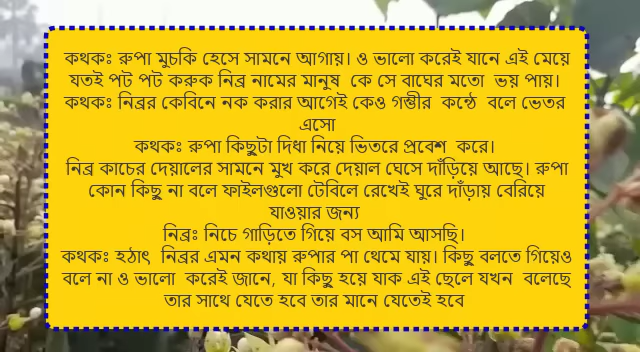 কথকঃ রুপা মুচকি হেসে সামনে আগায়। ও ভালো করেই যানে এই মেয়ে
যতই পট পট করুক নিব্র নামের মানুষ কে সে বাঘের মতো ভয় পায়।
কথকঃ নিব্রর কেবিনে নক করার আগেই কেও গম্ভীর কন্ঠে বলে ভেতর
এসো
কথকঃ রুপা কিছুটা দিধা নিয়ে ভিতরে প্রবেশ করে।
নিব্র কাচের দেয়ালের সামনে মুখ করে দেয়াল ঘেসে দাঁড়িয়ে আছে। রুপা
কোন কিছু না বলে ফাইলগুলো টেবিলে রেখেই ঘুরে দাঁড়ায় বেরিয়ে
যাওয়ার জন্য
নিব্রঃ নিচে গাড়িতে গিয়ে বস আমি আসছি।
কথকঃ হঠাৎ নিব্রর এমন কথায় রুপার পা থেমে যায়। কিছু বলতে গিয়েও
বলে না ও ভালো করেই জানে, যা কিছু হয়ে যাক এই ছেলে যখন বলেছে
তার সাথে যেতে হবে তার মানে যেতেই হবে